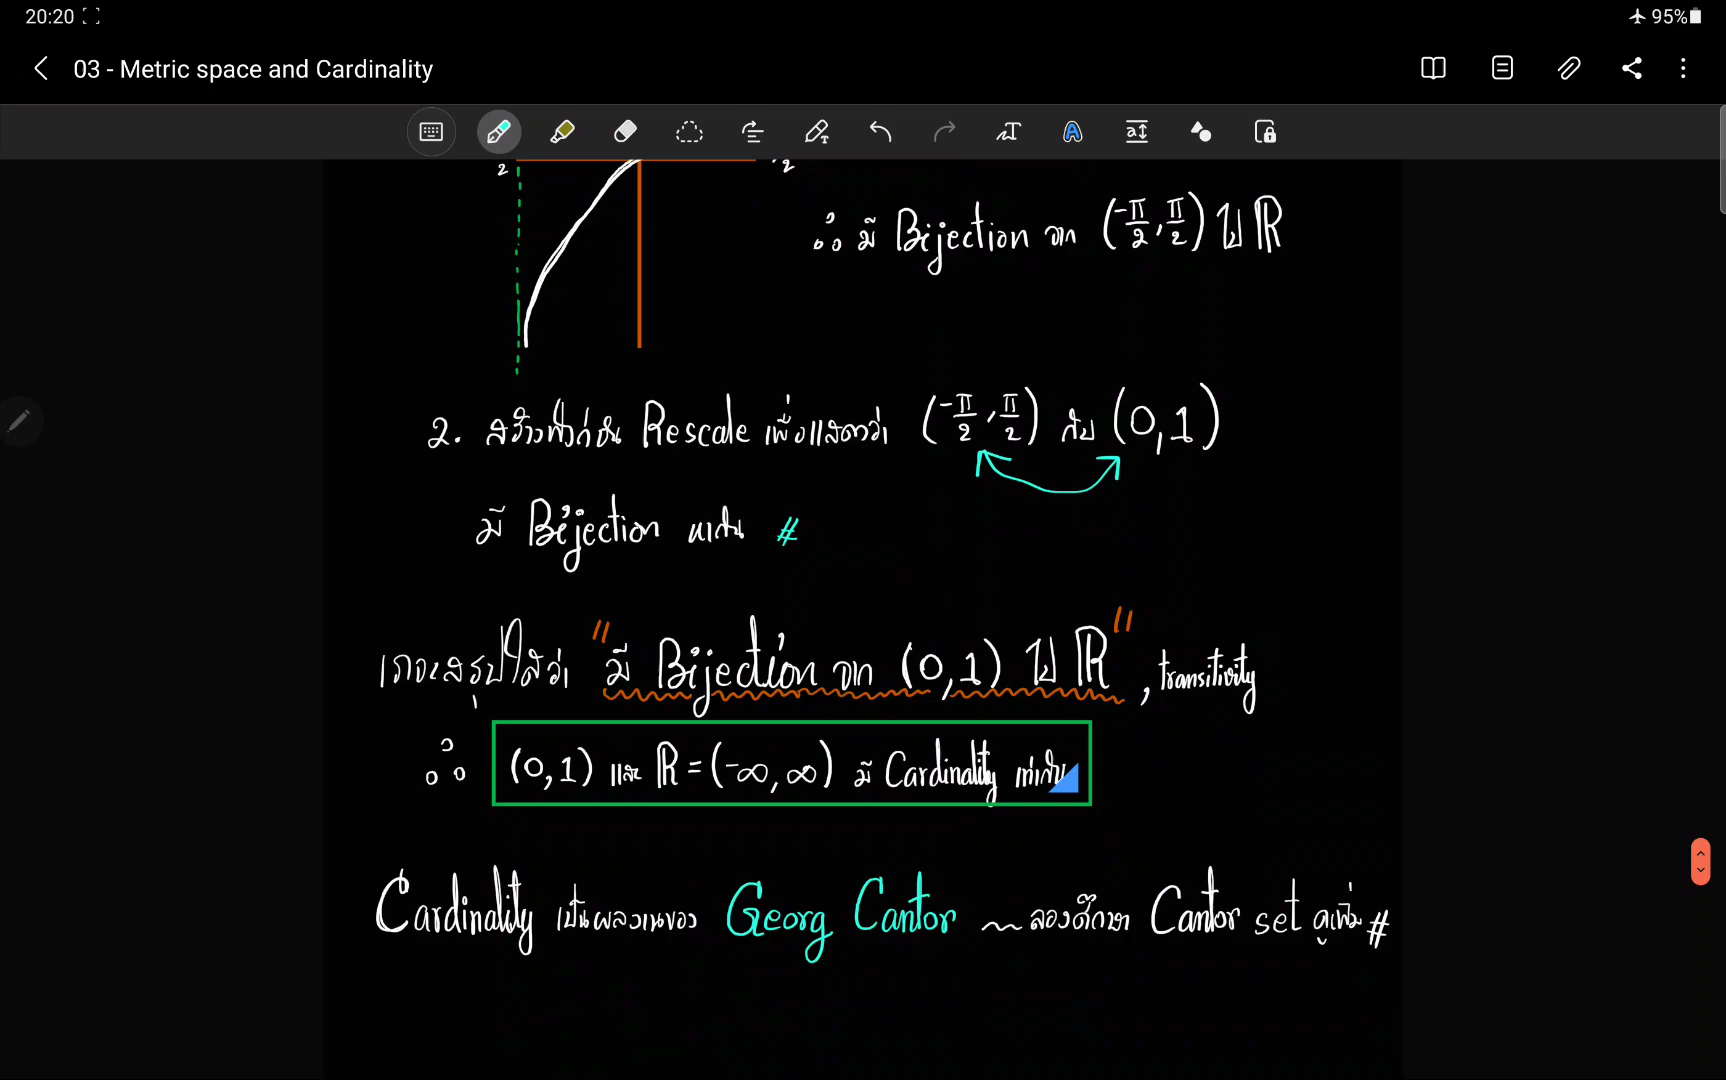 20:20
95%
03 - Metric space and Cardinality
2
2
∴ มี Bijection จาก (-π/2, π/2) ไป ℝ
2. สร้างฟังก์ชัน Rescale เพื่อแสดงว่า (-π/2, π/2) กับ (0,1)
มี Bijection แก่กัน #
เราจะสรุปได้ว่า "มี Bijection จาก (0,1) ไป ℝ", transitivity
∴ (0,1) และ ℝ = (-∞, ∞) มี Cardinality เท่ากัน
Cardinality เป็นผลงานของ Georg Cantor ~ ลองศึกษา Cantor set ดูเพิ่ม #